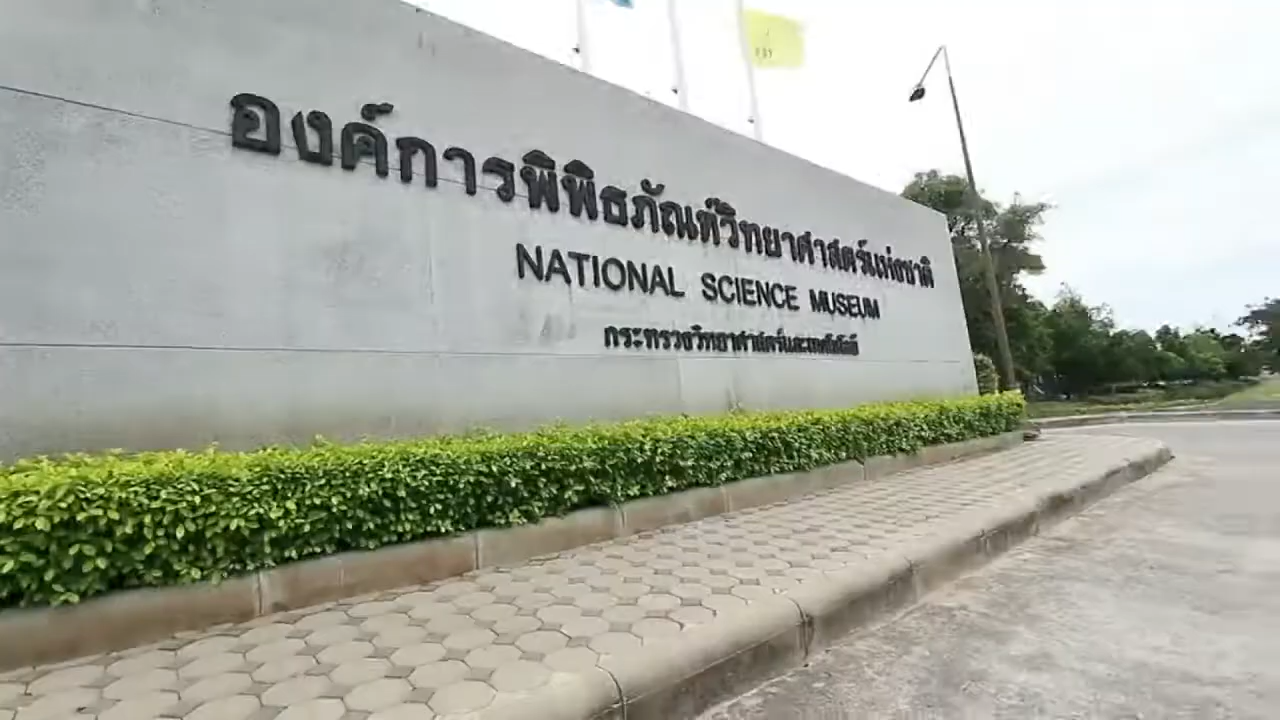 องค์การพิพิธภัณฑ์วิทยาศาสตร์แห่งชาติ
NATIONAL SCIENCE MUSEUM
กระทรวงวิทยาศาสตร์และเทคโนโลยี